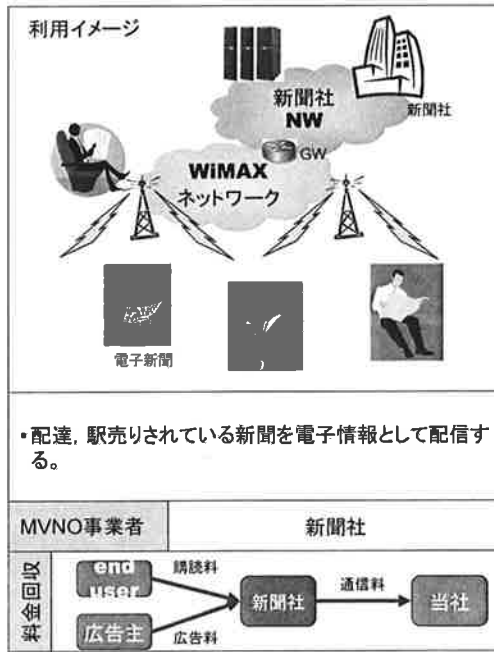 利用イメージ
新聞社
NW
新聞社
GW
WiMAX
ネットワーク
電子新聞
・配達，駅売りされている新聞を電子情報として配信す
る。
MVNO事業者
新聞社
料金回収
end
user
購読料
広告主
広告料
新聞社
通信料
当社